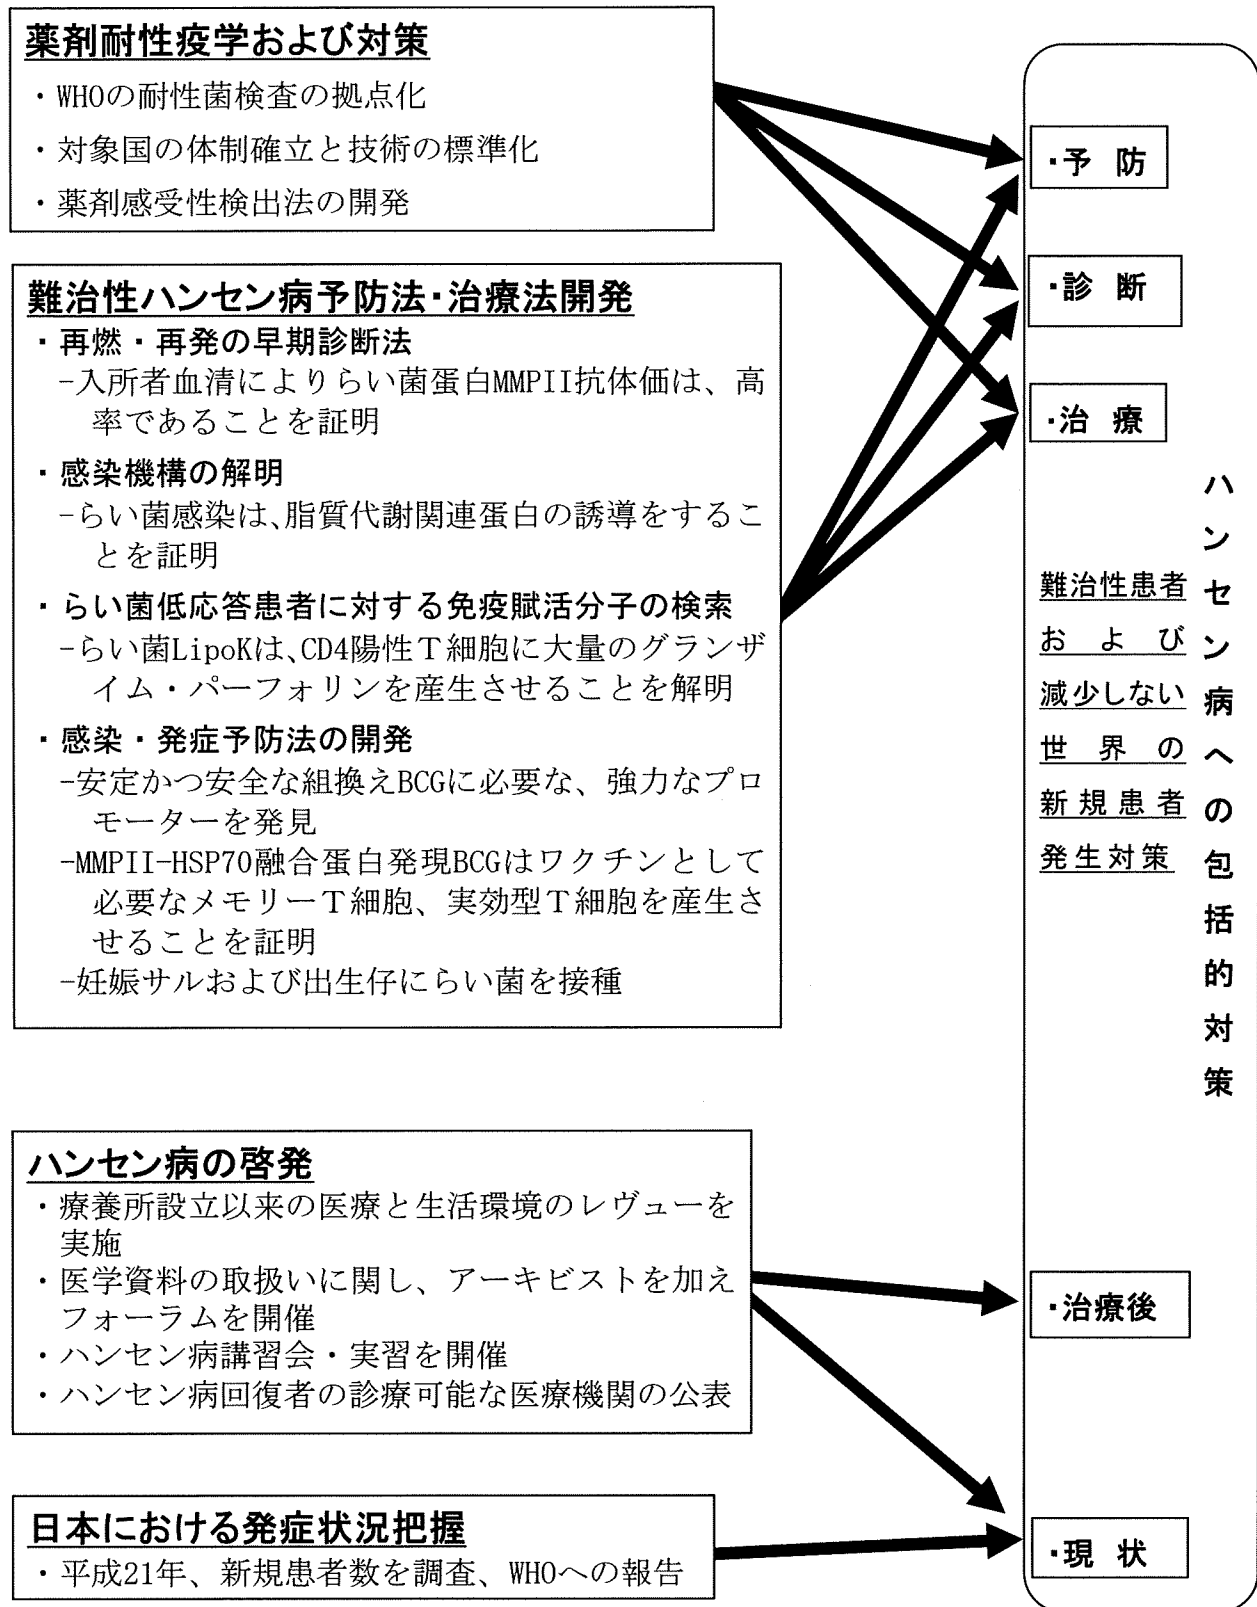 薬剤耐性疫学および対策
・WHOの耐性菌検査の拠点化
・対象国の体制確立と技術の標準化
・薬剤感受性検出法の開発
難治性ハンセン病予防法・治療法開発
・再燃・再発の早期診断法
-入所者血清によりらい菌蛋白MMPII抗体価は、高
率であることを証明
・感染機構の解明
-らい菌感染は、脂質代謝関連蛋白の誘導をするこ
とを証明
・らい菌低応答患者に対する免疫賦活分子の検索
-らい菌LipoKは、CD4陽性T細胞に大量のグランザ
イム・パーフォリンを産生させることを解明
・感染・発症予防法の開発
-安定かつ安全な組換えBCGに必要な、強力なプロ
モーターを発見
-MMPII-HSP70融合蛋白発現BCGはワクチンとして
必要なメモリーT細胞、実効型T細胞を産生さ
せることを証明
-妊娠サルおよび出生仔にらい菌を接種
ハンセン病の啓発
・療養所設立以来の医療と生活環境のレヴューを
実施
・医学資料の取扱いに関し、アーキビストを加え
フォーラムを開催
・ハンセン病講習会・実習を開催
・ハンセン病回復者の診療可能な医療機関の公表
日本における発症状況把握
・平成21年、新規患者数を調査、WHOへの報告
・予 防
・診 断
・治 療
ハンセン病への包括的対策
難治性患者
および
減少しない
世界の
新規患者
発生対策
・治療後
・現 状